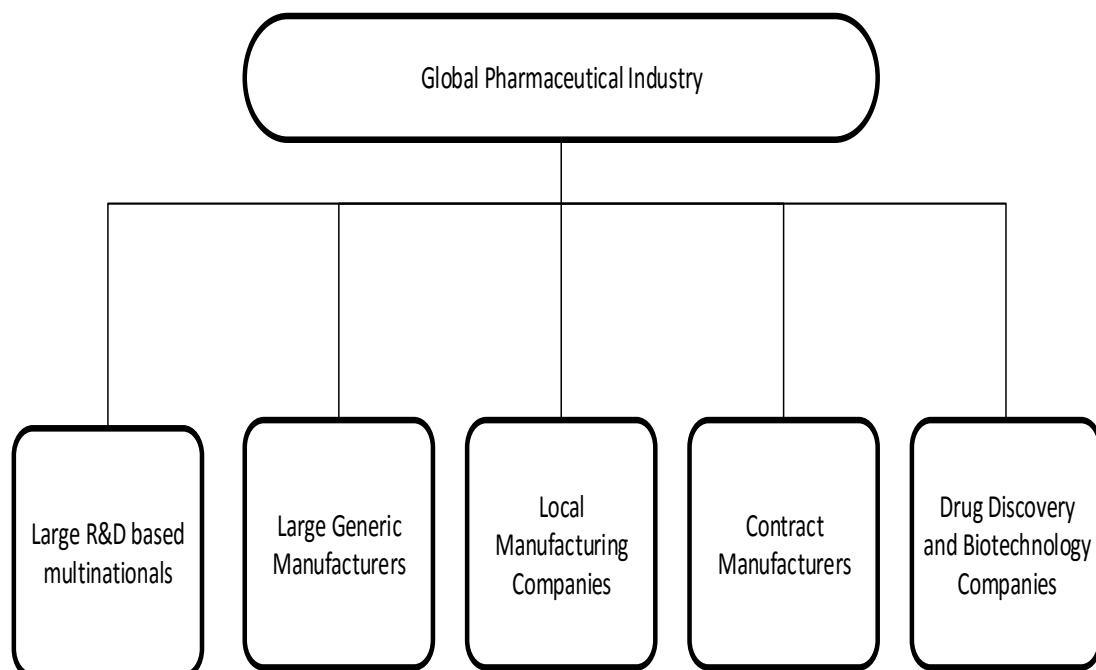 Global Pharmaceutical Industry
Large R&D based
multinationals
Large Generic
Manufacturers
Local
Manufacturing
Companies
Contract
Manufacturers
Drug Discovery
and Biotechnology
Companies